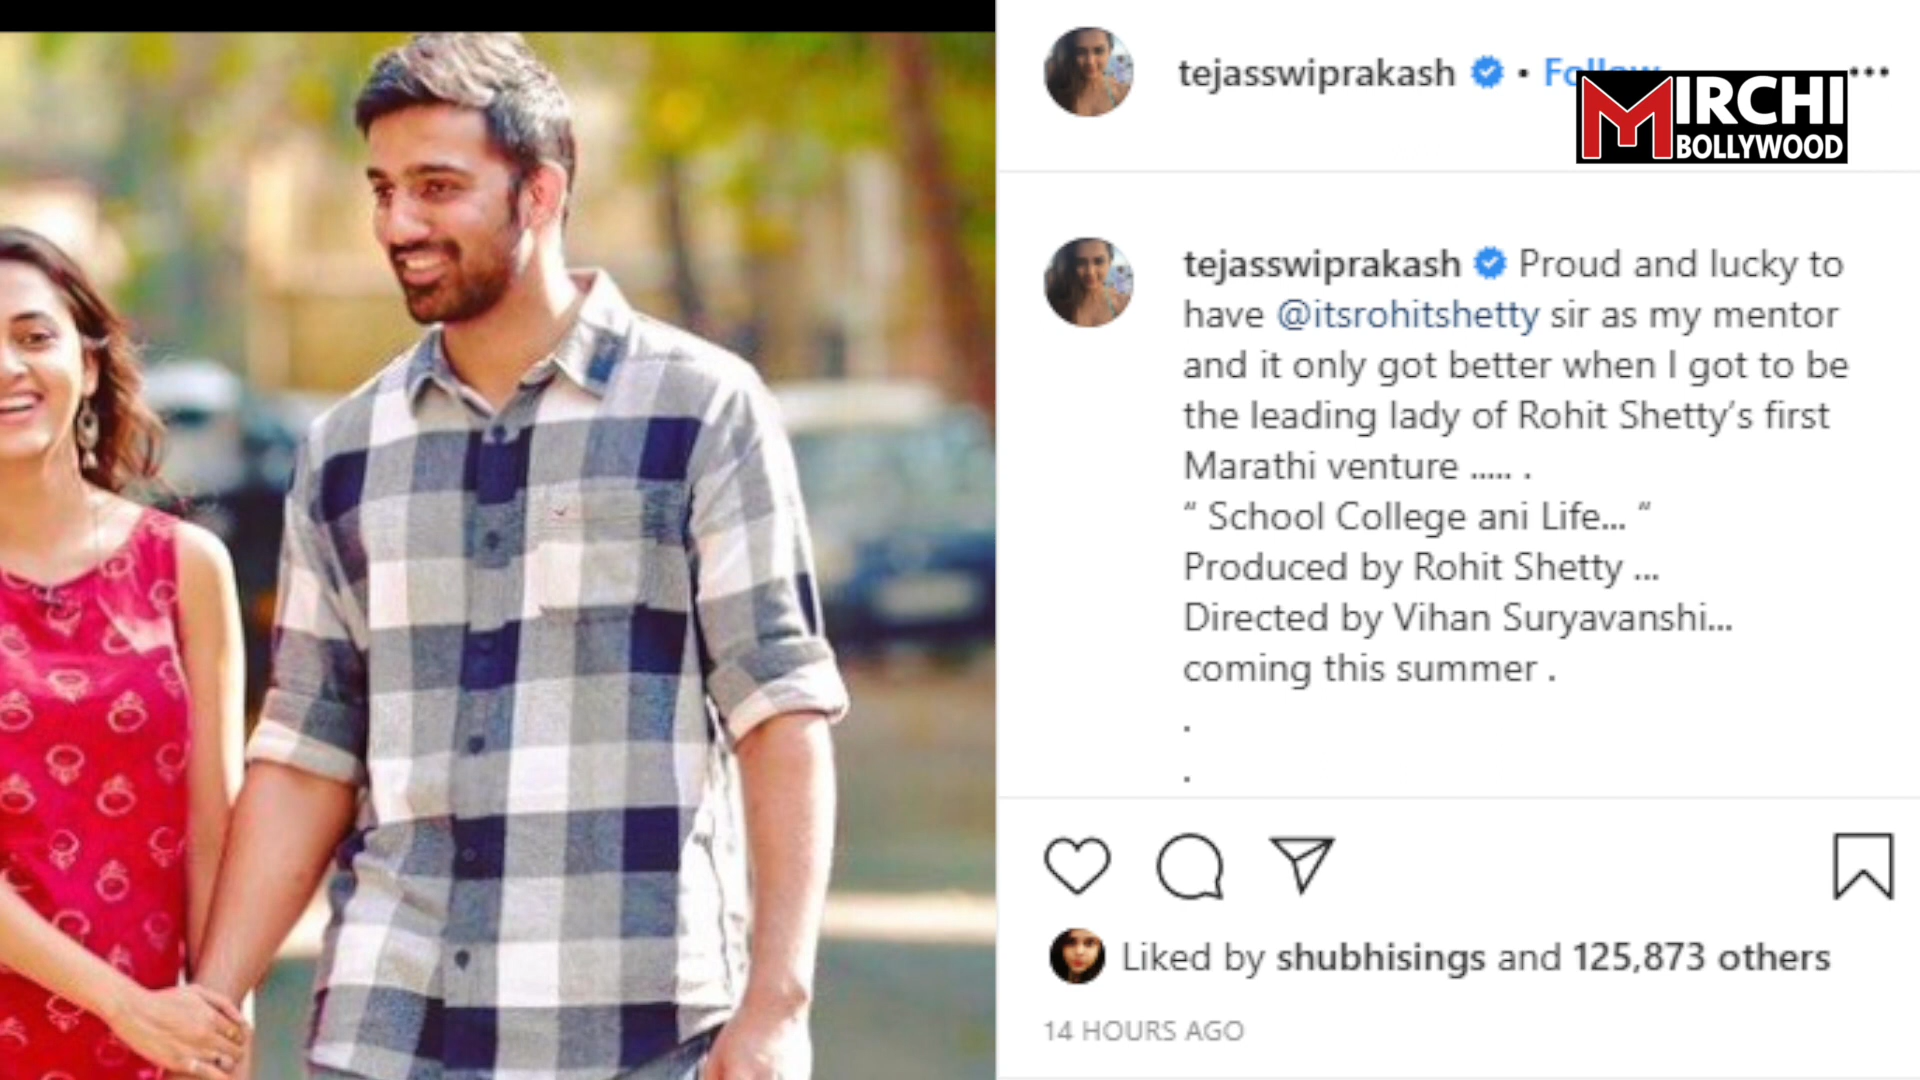 tejasswiprakash • Follow
MIRCHI
BOLLYWOOD
tejasswiprakash Proud and lucky to
have @itsrohitshetty sir as my mentor
and it only got better when I got to be
the leading lady of Rohit Shetty’s first
Marathi venture ..... .
“ School College ani Life... “
Produced by Rohit Shetty ...
Directed by Vihan Suryavanshi...
coming this summer .
.
.
Liked by shubhisings and 125,873 others
14 HOURS AGO